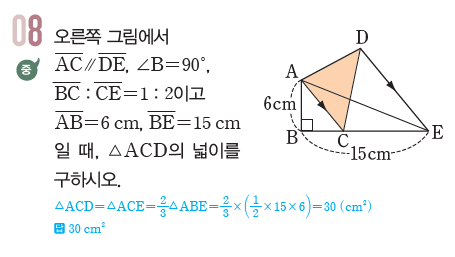 08
중
오른쪽 그림에서
AC∥DE, ∠B=90°,
BC : CE=1 : 2이고
AB=6 cm, BE=15 cm
일 때, △ACD의 넓이를
구하시오.
D
A
6cm
B
C
E
15cm
△ACD=△ACE=2/3△ABE=2/3×(1/2×15×6)=30 (cm²)
답 30 cm²